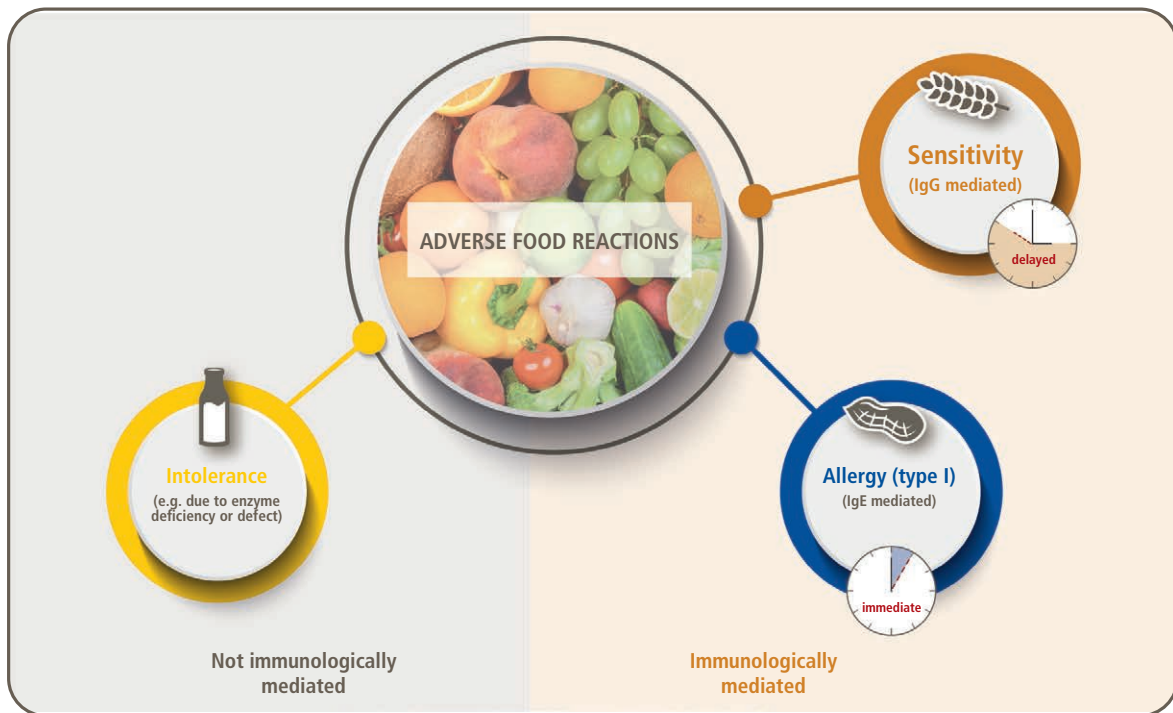 ADVERSE FOOD REACTIONS
Sensitivity
(IgG mediated)
delayed
Intolerance
(e.g. due to enzyme
deficiency or defect)
Allergy (type I)
(IgE mediated)
immediate
Not immunologically
mediated
Immunologically
mediated